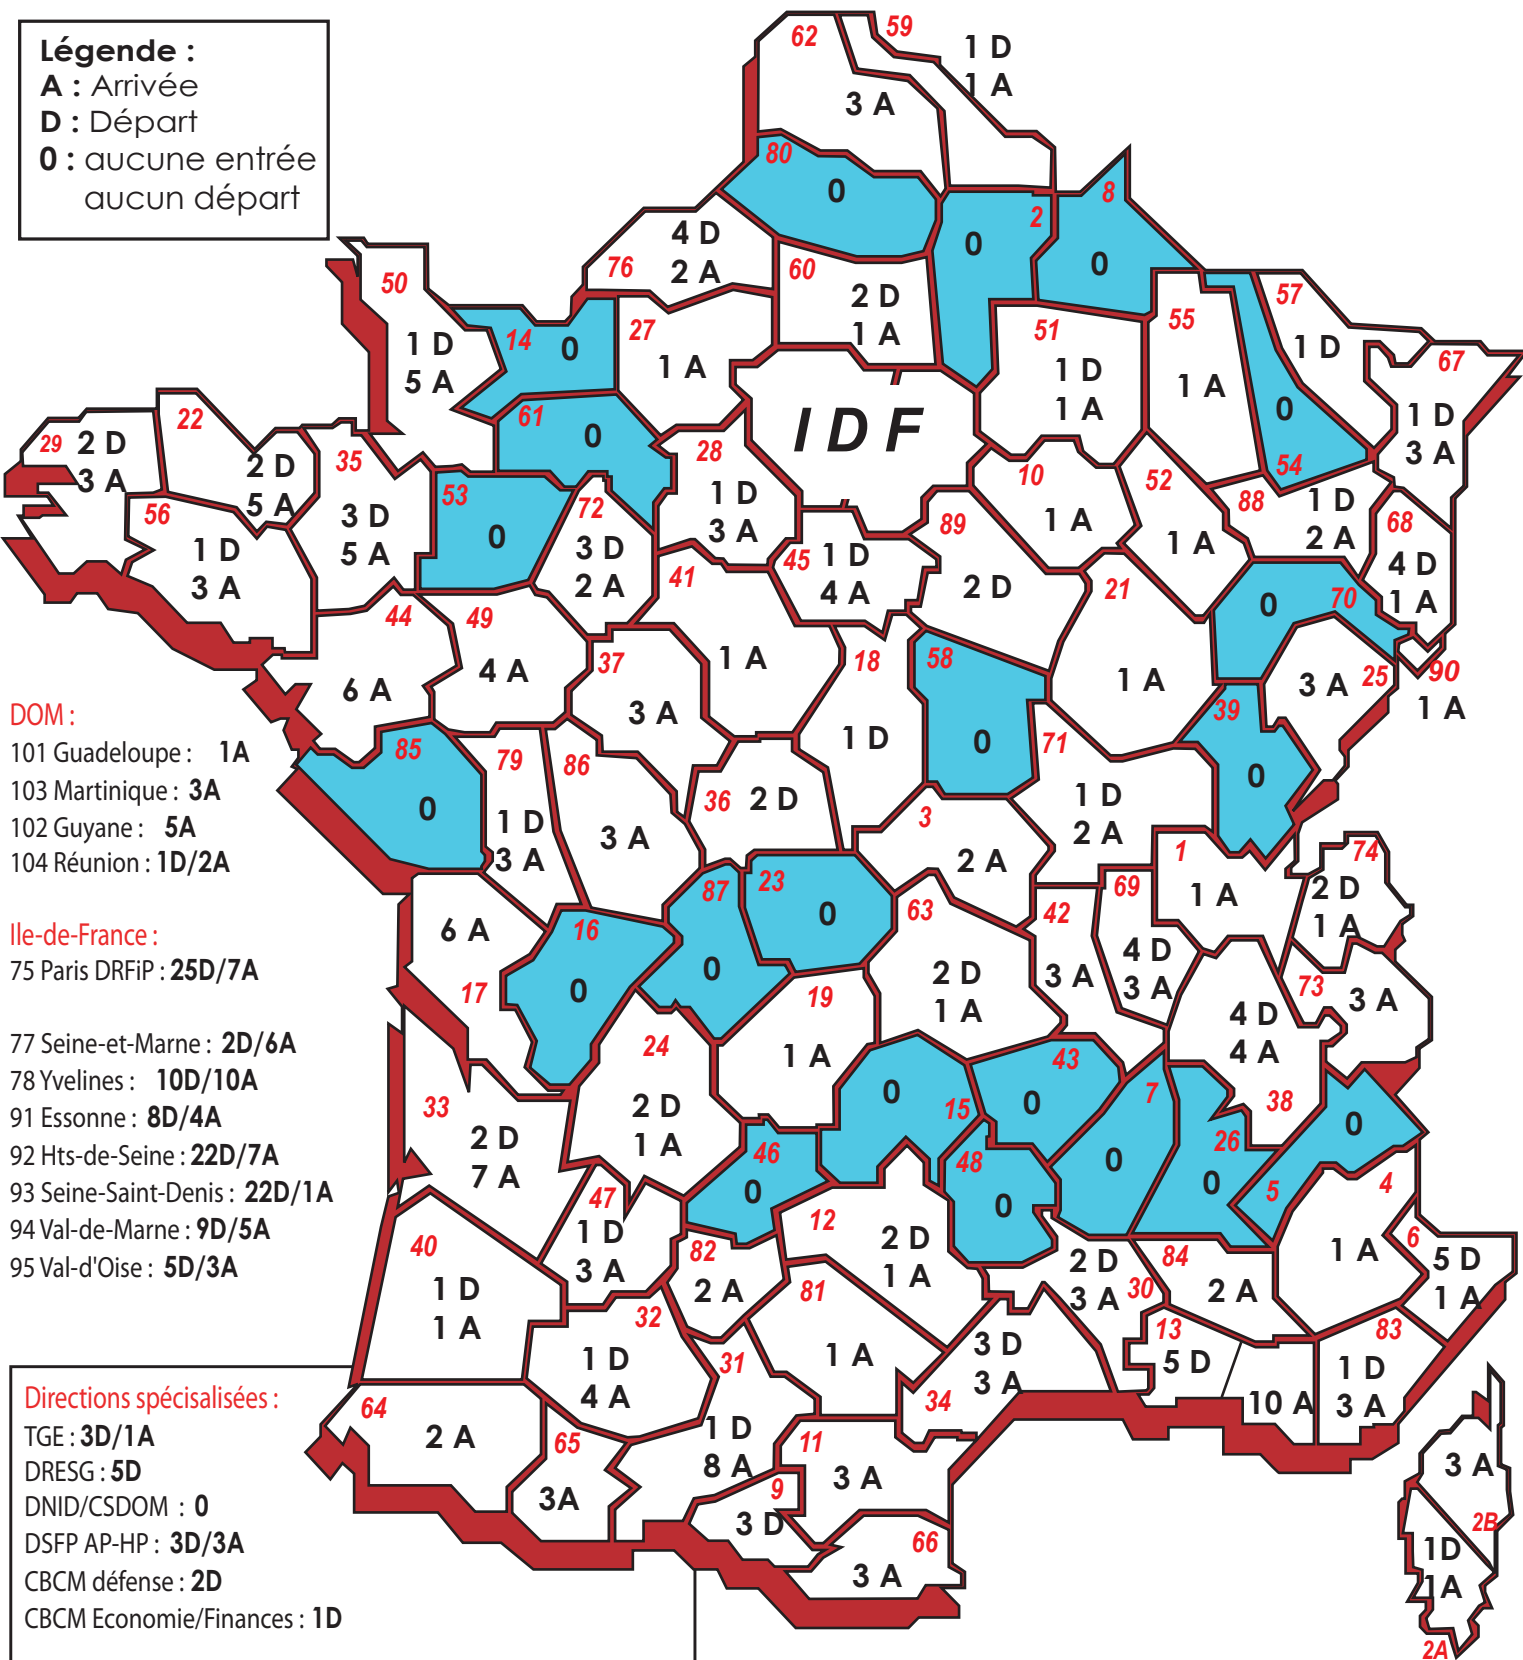 Légende :
A : Arrivée
D : Départ
0 : aucune entrée
aucun départ
62
59
1 D
1 A
3 A
80
0
8
2
0
0
4 D
2 A
76
60
2 D
1 A
50
1 D
5 A
14
0
27
1 A
51
1 D
1 A
55
1 A
57
1 D
67
1 D
3 A
0
54
61
0
IDF
28
1 D
3 A
29
2 D
3 A
22
2 D
5 A
35
3 D
5 A
56
1 D
3 A
53
0
72
3 D
2 A
10
1 A
52
1 A
88
1 D
2 A
68
4 D
1 A
45
1 D
4 A
89
2 D
41
1 A
21
1 A
0
70
44
6 A
49
4 A
37
3 A
18
1 D
58
0
3 A
25
90
1 A
39
0
DOM :
101 Guadeloupe : 1A
103 Martinique : 3A
102 Guyane : 5A
104 Réunion : 1D/2A
85
0
79
1 D
3 A
86
3 A
36
2 D
71
1 D
2 A
3
2 A
1
1 A
74
2 D
1 A
69
4 D
3 A
42
3 A
87
0
23
0
63
2 D
1 A
Ile-de-France :
75 Paris DRFiP : 25D/7A
77 Seine-et-Marne : 2D/6A
78 Yvelines : 10D/10A
91 Essonne : 8D/4A
92 Hts-de-Seine : 22D/7A
93 Seine-Saint-Denis : 22D/1A
94 Val-de-Marne : 9D/5A
95 Val-d'Oise : 5D/3A
6 A
17
16
0
19
1 A
73
3 A
4 D
4 A
38
24
2 D
1 A
33
2 D
7 A
0
15
43
0
7
0
26
0
0
5
46
0
48
0
4
1 A
47
1 D
3 A
12
2 D
1 A
6
5 D
1 A
40
1 D
1 A
82
2 A
81
1 A
2 D
3 A
30
84
2 A
32
1 D
4 A
31
1 D
8 A
3 D
3 A
34
13
5 D
10 A
83
1 D
3 A
64
2 A
65
3A
11
3 A
9
3 D
66
3 A
3 A
2B
1D
1A
2A
Directions spécisalisées :
TGE : 3D/1A
DRESG : 5D
DNID/CSDOM : 0
DSFP AP-HP : 3D/3A
CBCM défense : 2D
CBCM Economie/Finances : 1D